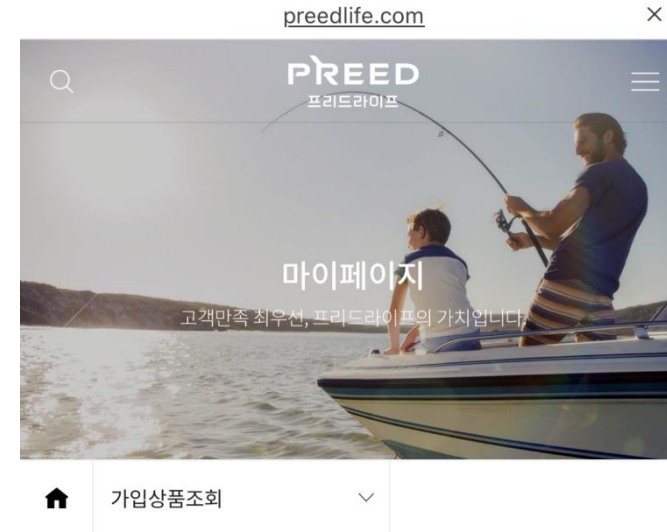 preedlife.com
PREED
프리드라이프
마이페이지
고객만족 최우선, 프리드라이프의 가치입니다.
가입상품조회